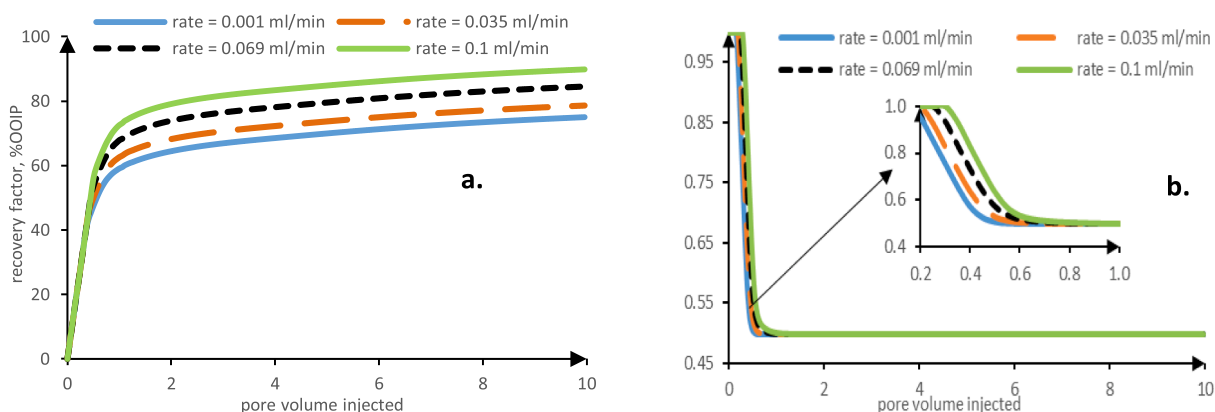 rate = 0.001 ml/min
rate = 0.035 ml/min
rate = 0.069 ml/min
rate = 0.1 ml/min
100
80
60
40
20
0
recovery factor, %OOIP
a.
0 2 4 6 8 10
pore volume injected
rate = 0.001 ml/min
rate = 0.035 ml/min
rate = 0.069 ml/min
rate = 0.1 ml/min
0.95
0.85
0.75
0.65
0.55
0.45
1.0
0.8
0.6
0.4
0.2 0.4 0.6 0.8 1.0
b.
0 2 4 6 8 10
pore volume injected